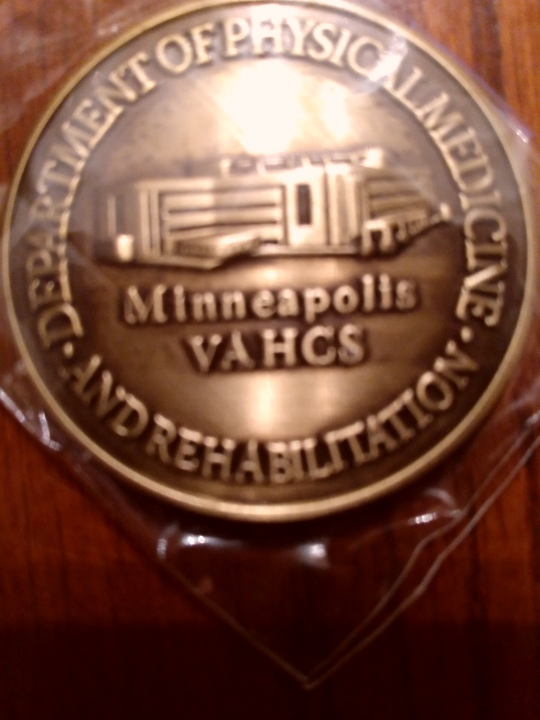 DEPARTMENT OF PHYSICAL MEDICINE
Minneapolis
VAHCS
• AND REHABILITATION •